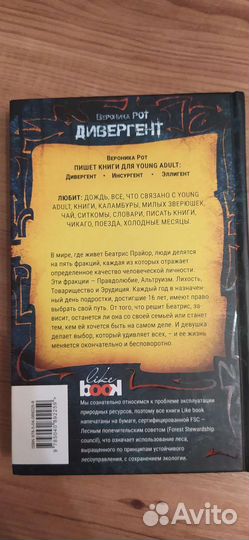 Вероника Рот
ДИВЕРГЕНТ
Вероника Рот
ПИШЕТ КНИГИ ДЛЯ YOUNG ADULT:
Дивергент • Инсургент • Эллигент
ЛЮБИТ: ДОЖДЬ, ВСЕ, ЧТО СВЯЗАНО С YOUNG
ADULT, КНИГИ, КАЛАМБУРЫ, МИЛЫХ ЗВЕРЮШЕК,
ЧАЙ, СИТКОМЫ, СЛОВАРИ, ПИСАТЬ КНИГИ,
ЧИКАГО, ПОЕЗДА, ХОЛОДНЫЕ МЕСЯЦЫ.
В мире, где живет Беатрис Прайор, люди делятся
на пять фракций, каждая из которых отражает
определенное качество человеческой личности.
Эти фракции — Правдолюбие, Альтруизм, Лихость,
Товарищество и Эрудиция. Каждый год в назначен-
ный день подростки, достигшие 16 лет, имеют право
выбрать свой путь. От того, что решит Беатрис, за-
висит, останется ли она со своей семьей или станет
тем, кем ей хочется быть на самом деле. И девушка
делает выбор, который удивляет всех, – и ее жизнь
меняется окончательно и бесповоротно
like
book
Мы сознательно относимся к проблеме эксплуатации
природных ресурсов, поэтому все книги Like book
напечатаны на бумаге, сертифицированной FSC —
Лесным попечительским советом (Forest Stewardship
council), что означает использование леса,
выращенного по принципам устойчивого
лесоуправления, с сохранением экологии.
Avito